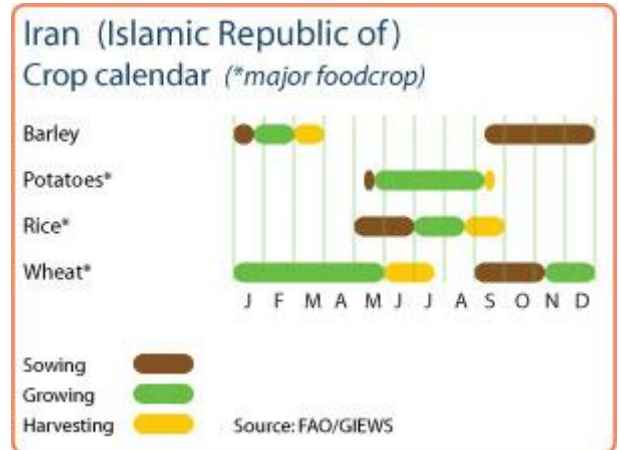 Iran (Islamic Republic of)
Crop calendar (*major foodcrop)
Barley
Potatoes*
Rice*
Wheat*
J F M A M J J A S O N D
Sowing
Growing
Harvesting
Source: FAO/GIEWS